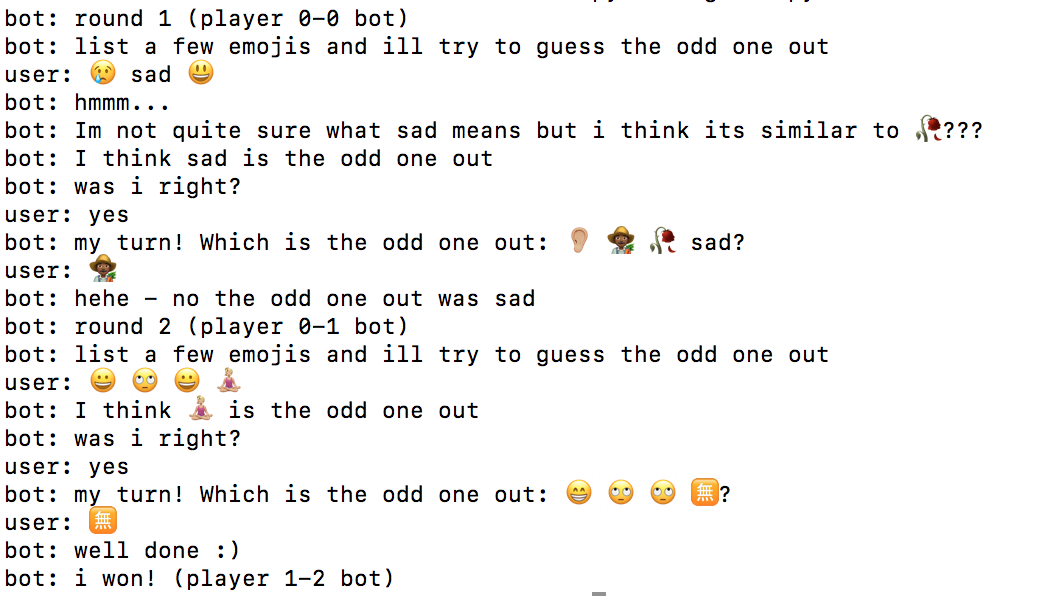 bot: round 1 (player 0-0 bot)
bot: list a few emojis and ill try to guess the odd one out
user: 😢 sad 😃
bot: hmmm...
bot: Im not quite sure what sad means but i think its similar to 🥀???
bot: I think sad is the odd one out
bot: was i right?
user: yes
bot: my turn! Which is the odd one out: 👂🏼 👨🏾‍🌾 🥀 sad?
user: 👨🏾‍🌾
bot: hehe - no the odd one out was sad
bot: round 2 (player 0-1 bot)
bot: list a few emojis and ill try to guess the odd one out
user: 😀 🙄 😀 🧘🏼‍♀️
bot: I think 🧘🏼‍♀️ is the odd one out
bot: was i right?
user: yes
bot: my turn! Which is the odd one out: 😁 🙄 🙄 🈚?
user: 🈚
bot: well done :)
bot: i won! (player 1-2 bot)